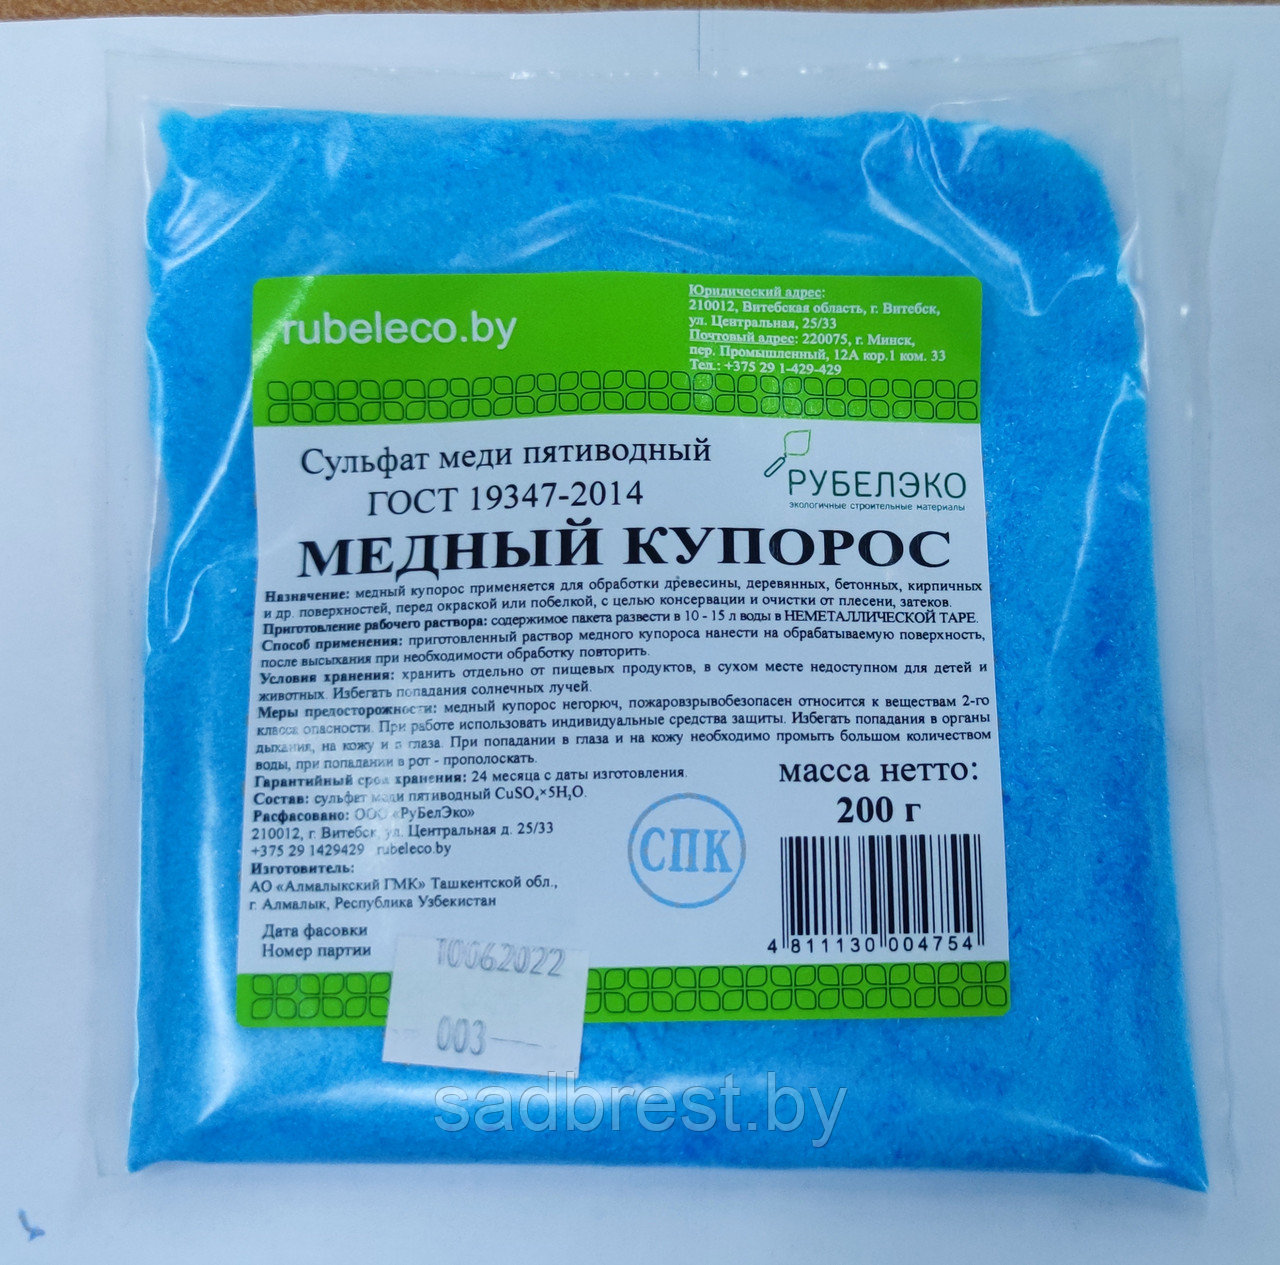 rubeleco.by
Юридический адрес:
210012, Витебская область, г. Витебск,
ул. Центральная, 25/33
Почтовый адрес: 220075, г. Минск,
пер. Промышленный, 12А кор.1 ком. 33
Тел.: +375 29 1-429-429
Сульфат меди пятиводный
ГОСТ 19347-2014
РУБЕЛЭКО
экологичные строительные материалы
МЕДНЫЙ КУПОРОС
Назначение: медный купорос применяется для обработки древесины, деревянных, бетонных, кирпичных
и др. поверхностей, перед окраской или побелкой, с целью консервации и очистки от плесени, затеков.
Приготовление рабочего раствора: содержимое пакета развести в 10 - 15 л воды в НЕМЕТАЛЛИЧЕСКОЙ ТАРЕ.
Способ применения: приготовленный раствор медного купороса нанести на обрабатываемую поверхность,
после высыхания при необходимости обработку повторить.
Условия хранения: хранить отдельно от пищевых продуктов, в сухом месте недоступном для детей и
животных. Избегать попадания солнечных лучей.
Меры предосторожности: медный купорос негорюч, пожаровзрывобезопасен относится к веществам 2-го
класса опасности. При работе использовать индивидуальные средства защиты. Избегать попадания в органы
дыхания, на кожу и в глаза. При попадании в глаза и на кожу необходимо промыть большом количеством
воды, при попадании в рот - прополоскать.
Гарантийный срок хранения: 24 месяца с даты изготовления.
Состав: сульфат меди пятиводный CuSO₄×5H₂O.
Расфасовано: ООО «РуБелЭко»
210012, г. Витебск, ул. Центральная д. 25/33
+375 29 1429429 rubeleco.by
Изготовитель:
АО «Алмалыкский ГМК» Ташкентской обл.,
г. Алмалык, Республика Узбекистан
Дата фасовки
Номер партии
10062022
003
масса нетто:
200 г
СПК
4 811130 004754
sadbrest.by